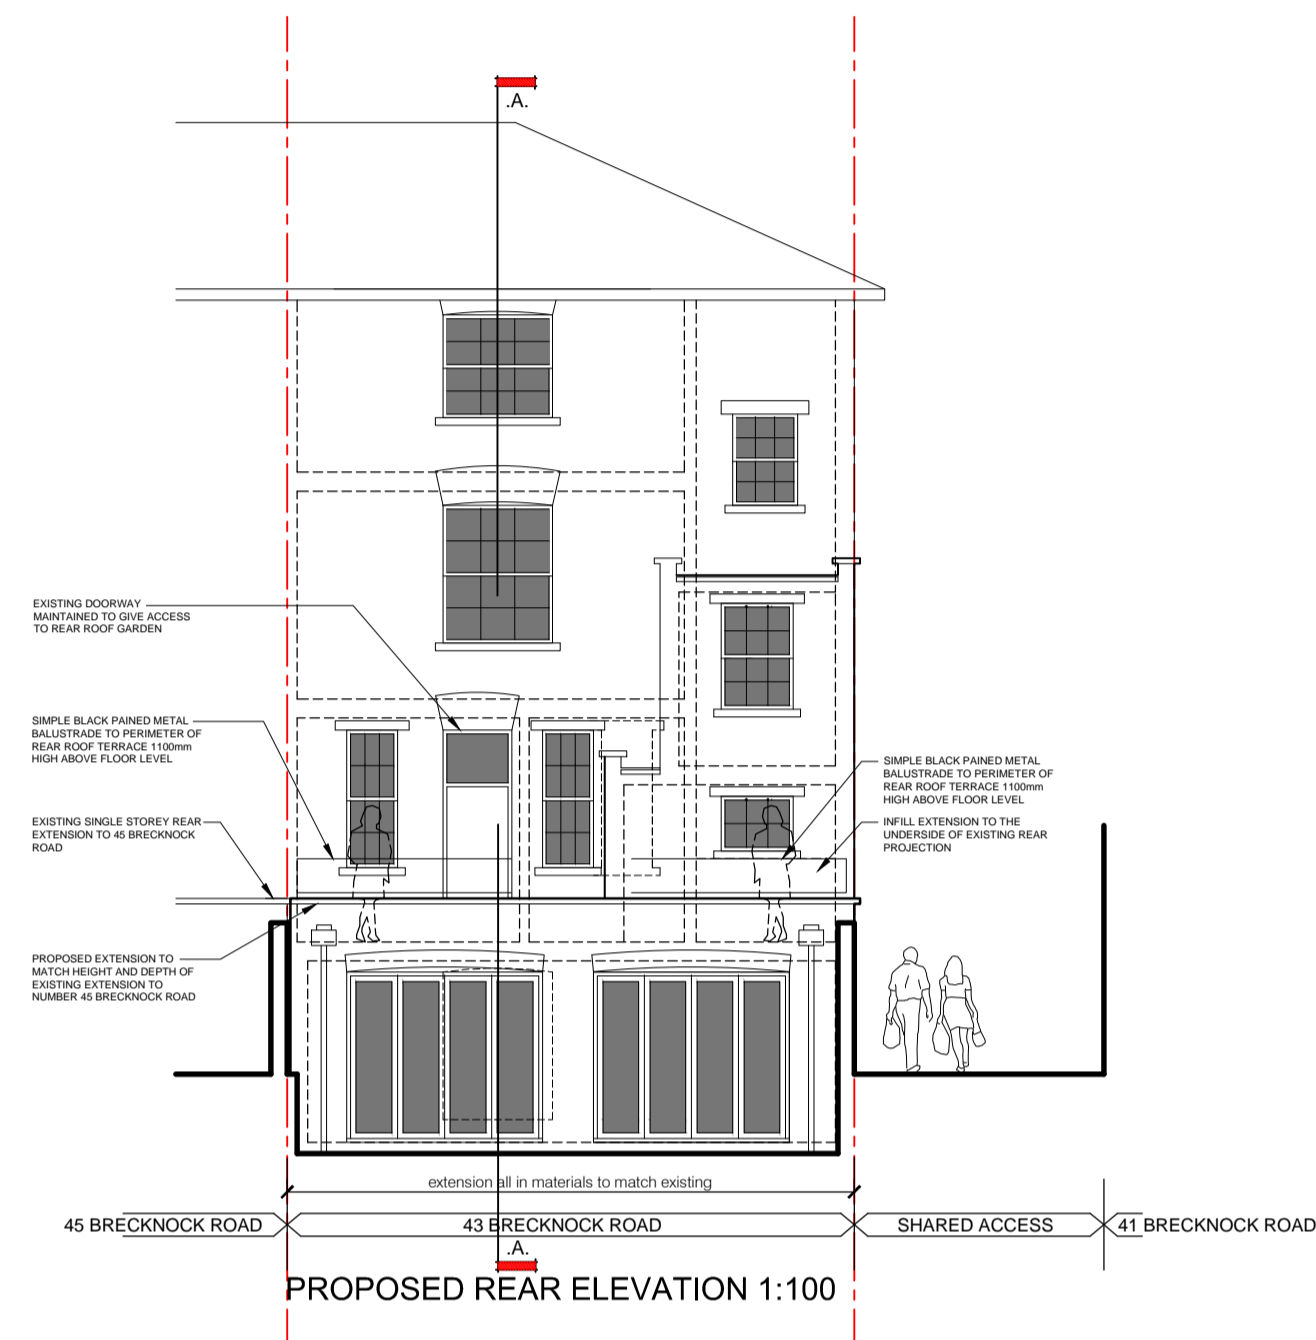 .A.
EXISTING DOORWAY
MAINTAINED TO GIVE ACCESS
TO REAR ROOF GARDEN
SIMPLE BLACK PAINED METAL
BALUSTRADE TO PERIMETER OF
REAR ROOF TERRACE 1100mm
HIGH ABOVE FLOOR LEVEL
EXISTING SINGLE STOREY REAR
EXTENSION TO 45 BRECKNOCK
ROAD
PROPOSED EXTENSION TO
MATCH HEIGHT AND DEPTH OF
EXISTING EXTENSION TO
NUMBER 45 BRECKNOCK ROAD
SIMPLE BLACK PAINED METAL
BALUSTRADE TO PERIMETER OF
REAR ROOF TERRACE 1100mm
HIGH ABOVE FLOOR LEVEL
INFILL EXTENSION TO THE
UNDERSIDE OF EXISTING REAR
PROJECTION
extension all in materials to match existing
45 BRECKNOCK ROAD
43 BRECKNOCK ROAD
SHARED ACCESS
41 BRECKNOCK ROAD
.A.
PROPOSED REAR ELEVATION 1:100